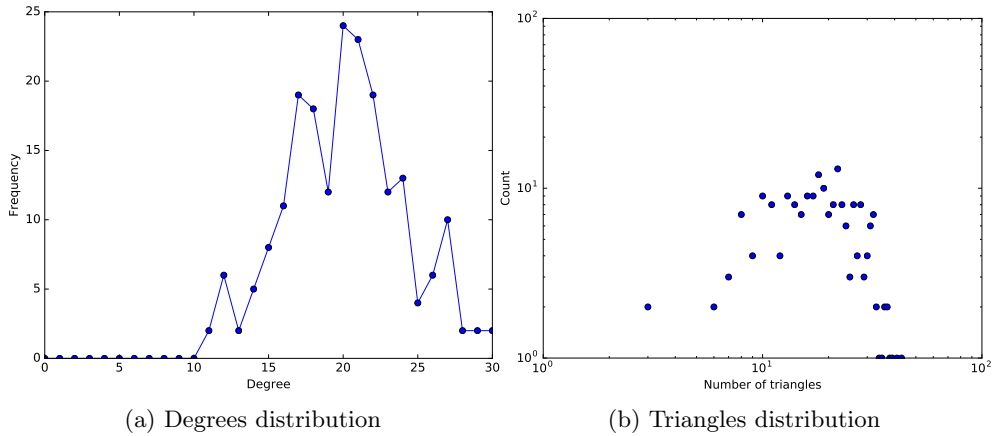 25
20
15
10
5
0
Frequency
0 5 10 15 20 25 30
Degree
(a) Degrees distribution
10^2
10^1
10^0
Count
10^0 10^1 10^2
Number of triangles
(b) Triangles distribution